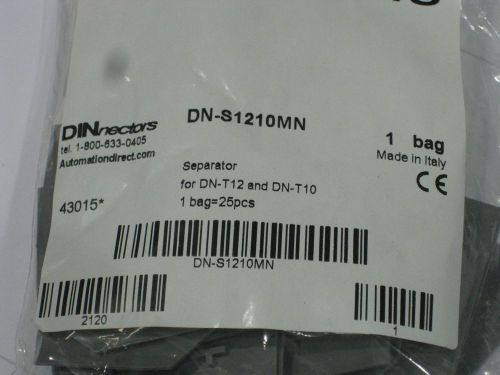 DINnectors
tel. 1-800-633-0405
Automationdirect.com
43015*
DN-S1210MN
Separator
for DN-T12 and DN-T10
1 bag=25pcs
1 bag
Made in Italy
CE
DN-S1210MN
2120
1